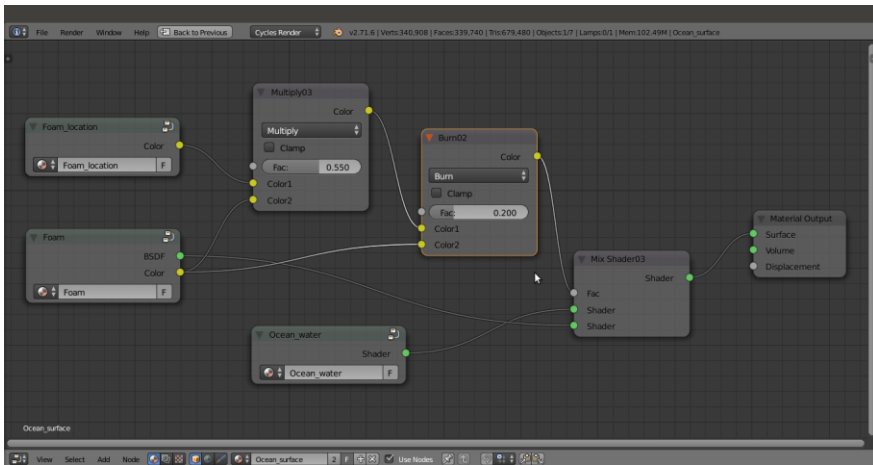 File Render Window Help Back to Previous Cycles Render v2.71.6 | Verts:340,908 | Faces:339,740 | Tris:679,480 | Objects:1/7 | Lamps:0/1 | Mem:102.49M | Ocean_surface
Multiply03
Color
Multiply
Clamp
Fac: 0.550
Color1
Color2
Foam_location
Color
Foam_location F
Burn02
Color
Burn
Clamp
Fac: 0.200
Color1
Color2
Foam
BSDF
Color
Foam F
Material Output
Surface
Volume
Displacement
Mix Shader03
Shader
Fac
Shader
Shader
Ocean_water
Shader
Ocean_water F
Ocean_surface
View Select Add Node Ocean_surface 2 F Use Nodes